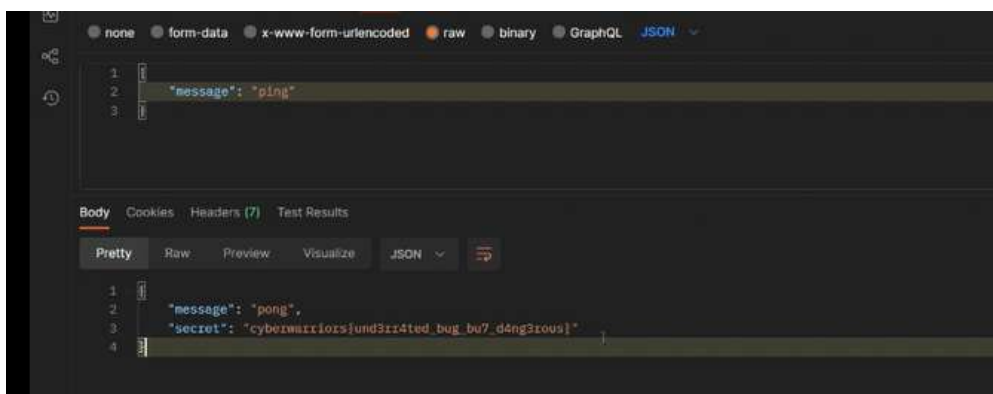 none form-data x-www-form-urlencoded raw binary GraphQL JSON
1 {
2 "message": "ping"
3 }
Body Cookies Headers (7) Test Results
Pretty Raw Preview Visualize JSON
1 {
2 "message": "pong",
3 "secret": "cyberwarriors{und3rr4ted_bug_bu7_d4ng3rous}"
4 }